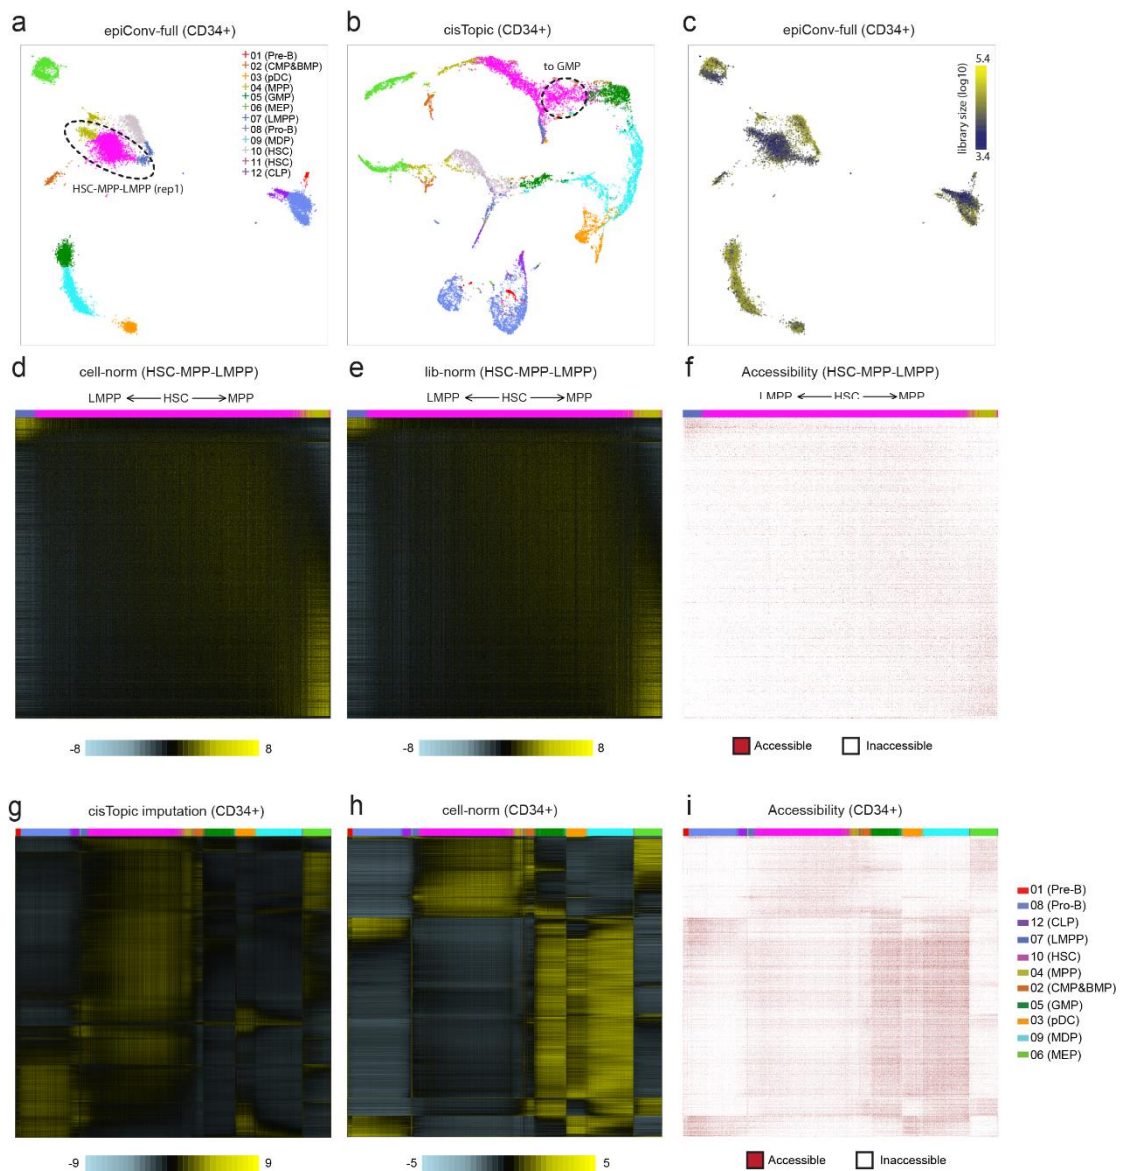 a
epiConv-full (CD34+)
01 (Pre-B)
02 (CMP&BMP)
03 (pDC)
04 (MPP)
05 (GMP)
06 (MEP)
07 (LMPP)
08 (Pro-B)
09 (MDP)
10 (HSC)
11 (HSC)
12 (CLP)
HSC-MPP-LMPP (rep1)
b
cisTopic (CD34+)
to GMP
c
epiConv-full (CD34+)
5.4
library size (log10)
3.4
d
cell-norm (HSC-MPP-LMPP)
LMPP ← HSC → MPP
-8 8
e
lib-norm (HSC-MPP-LMPP)
LMPP ← HSC → MPP
-8 8
f
Accessibility (HSC-MPP-LMPP)
LMPP ← HSC → MPP
Accessible
Inaccessible
g
cisTopic imputation (CD34+)
-9 9
h
cell-norm (CD34+)
-5 5
i
Accessibility (CD34+)
01 (Pre-B)
08 (Pro-B)
12 (CLP)
07 (LMPP)
10 (HSC)
04 (MPP)
02 (CMP&BMP)
05 (GMP)
03 (pDC)
09 (MDP)
06 (MEP)
Accessible
Inaccessible